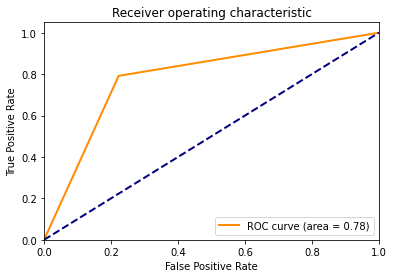 Receiver operating characteristic
True Positive Rate
1.0
0.8
0.6
0.4
0.2
0.0
ROC curve (area = 0.78)
0.0 0.2 0.4 0.6 0.8 1.0
False Positive Rate